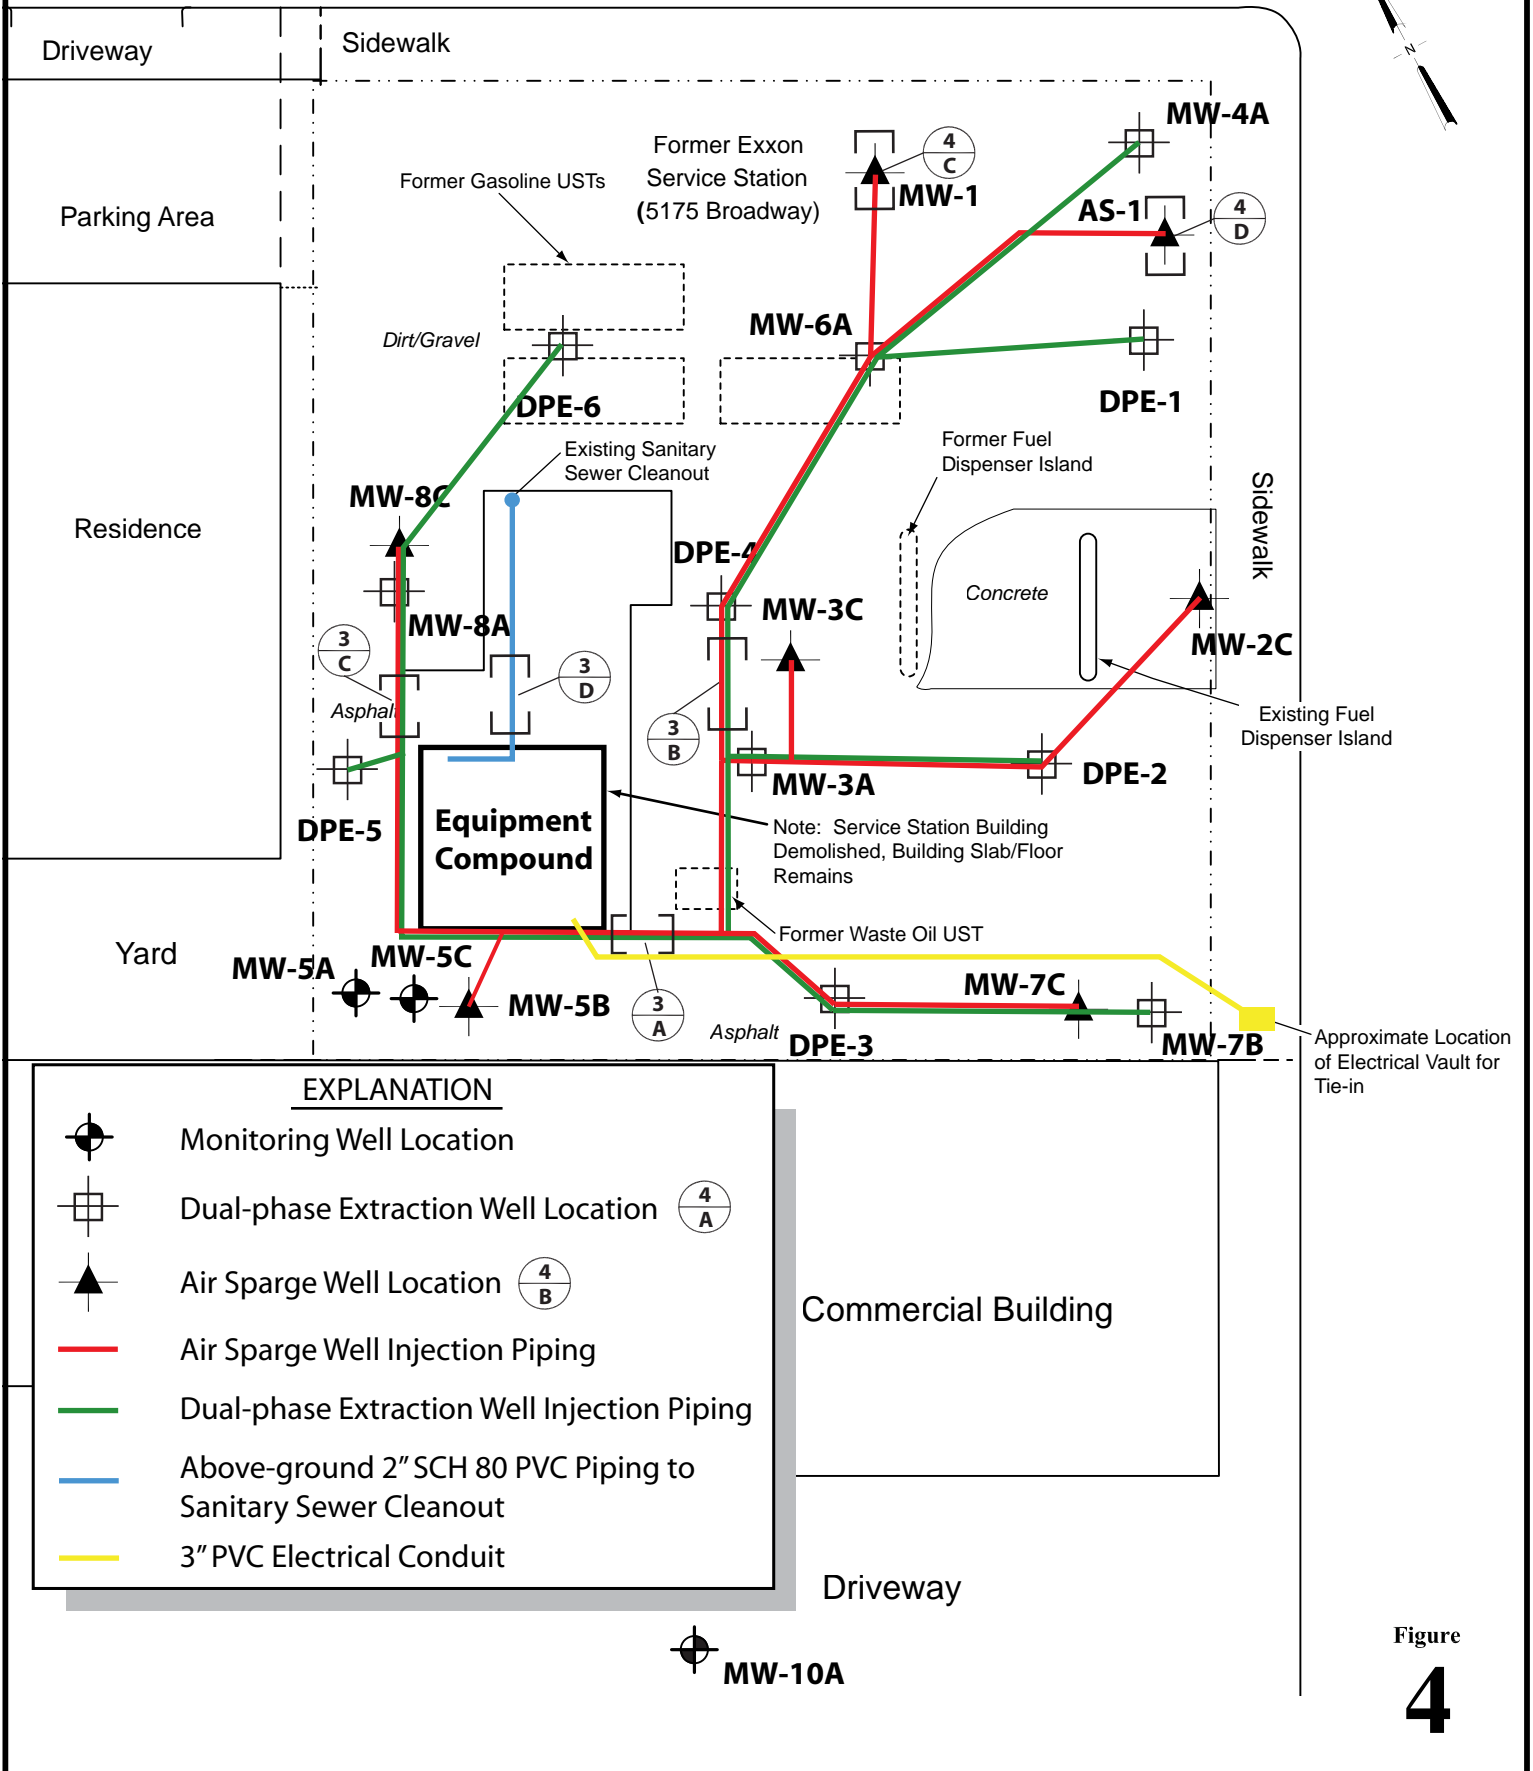 Driveway
Sidewalk
N
MW-4A
Former Exxon
Service Station
(5175 Broadway)
4
C
MW-1
Former Gasoline USTs
AS-1
4
D
Parking Area
MW-6A
Dirt/Gravel
DPE-1
DPE-6
Former Fuel
Dispenser Island
Existing Sanitary
Sewer Cleanout
MW-8C
Sidewalk
Residence
DPE-4
MW-3C
Concrete
MW-8A
MW-2C
3
C
3
D
Asphalt
3
B
Existing Fuel
Dispenser Island
MW-3A
DPE-2
DPE-5
Equipment
Compound
Note: Service Station Building
Demolished, Building Slab/Floor
Remains
Yard
Former Waste Oil UST
MW-5A
MW-5C
MW-5B
3
A
MW-7C
Asphalt
DPE-3
MW-7B
Approximate Location
of Electrical Vault for
Tie-in
EXPLANATION
Monitoring Well Location
Dual-phase Extraction Well Location
4
A
Air Sparge Well Location
4
B
Air Sparge Well Injection Piping
Dual-phase Extraction Well Injection Piping
Above-ground 2” SCH 80 PVC Piping to
Sanitary Sewer Cleanout
3” PVC Electrical Conduit
Commercial Building
Driveway
MW-10A
Figure
4